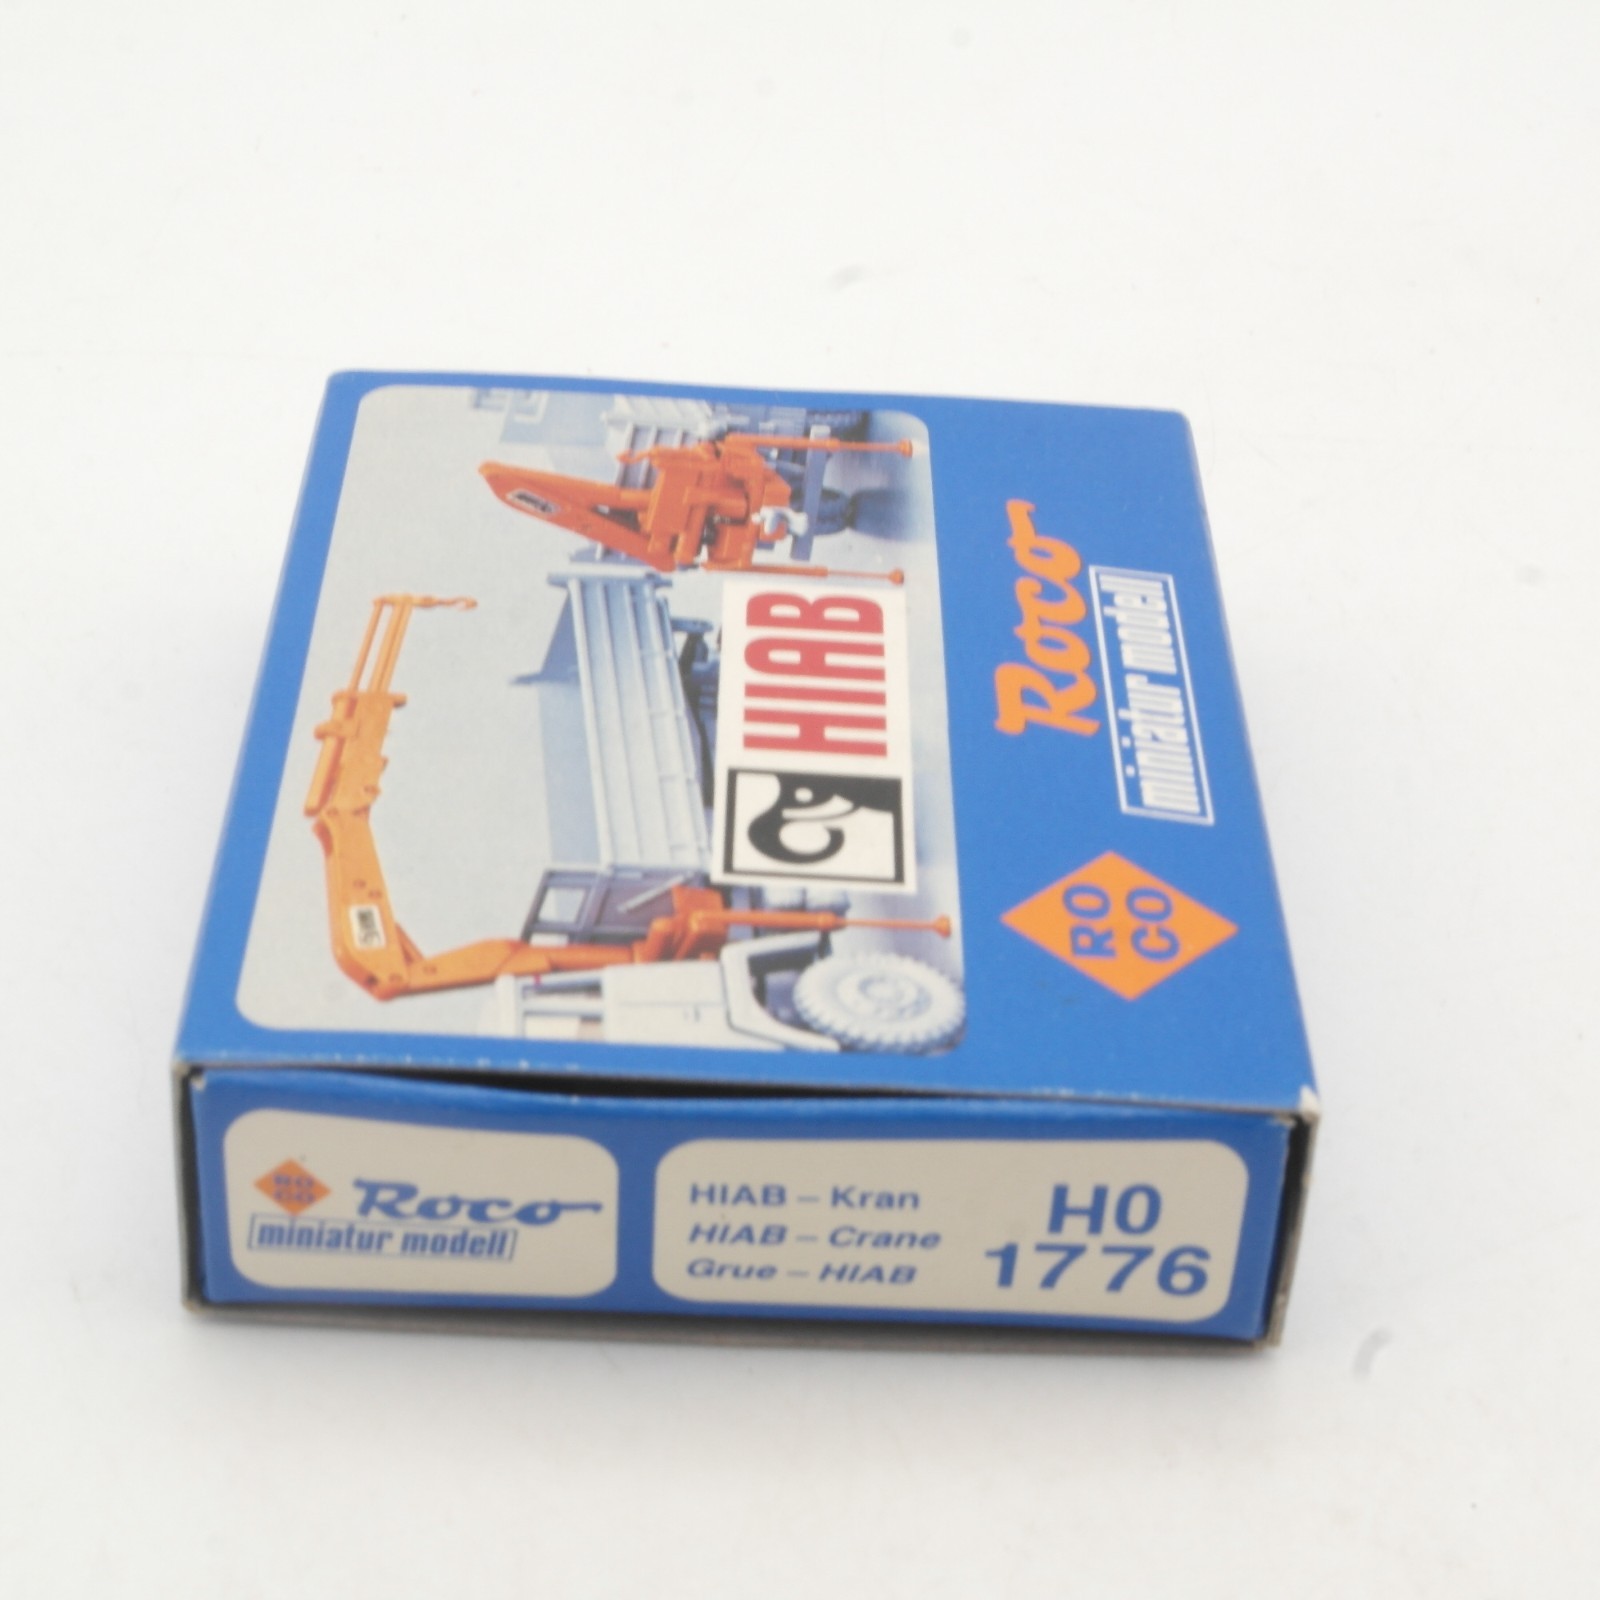 HIAB
Roco
miniatur modell
RO
CO
RO
CO
Roco
miniatur modell
HIAB – Kran
HIAB – Crane
Grue – HIAB
H0
1776